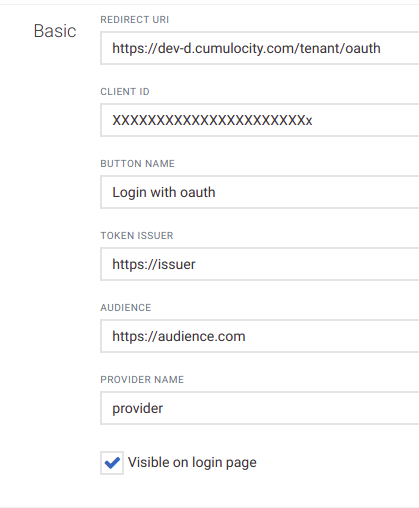 Basic
REDIRECT URI
https://dev-d.cumulocity.com/tenant/oauth
CLIENT ID
XXXXXXXXXXXXXXXXXXXXXXx
BUTTON NAME
Login with oauth
TOKEN ISSUER
https://issuer
AUDIENCE
https://audience.com
PROVIDER NAME
provider
Visible on login page